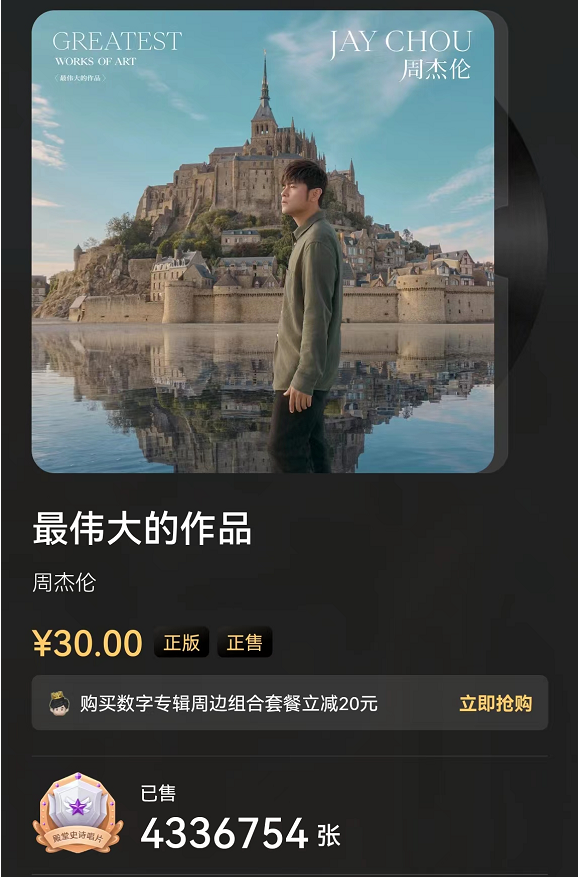 GREATEST
WORKS OF ART
〈最伟大的作品〉
JAY CHOU
周杰伦
最伟大的作品
周杰伦
¥30.00 正版 正售
购买数字专辑周边组合套餐立减20元 立即抢购
殿堂史诗唱片
已售
4336754 张